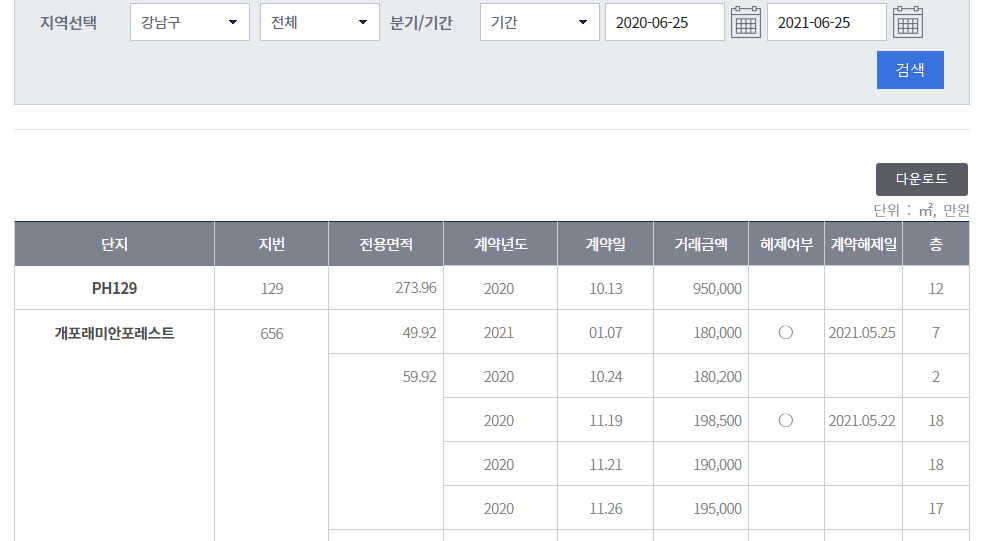 지역선택 강남구 전체 분기/기간 기간 2020-06-25 2021-06-25
검색
다운로드
단위 : ㎡, 만원
단지 지번 전용면적 계약년도 계약일 거래금액 해제여부 계약해제일 층
PH129 129 273.96 2020 10.13 950,000 12
개포래미안포레스트 656 49.92 2021 01.07 180,000 ○ 2021.05.25 7
59.92 2020 10.24 180,200 2
2020 11.19 198,500 ○ 2021.05.22 18
2020 11.21 190,000 18
2020 11.26 195,000 17